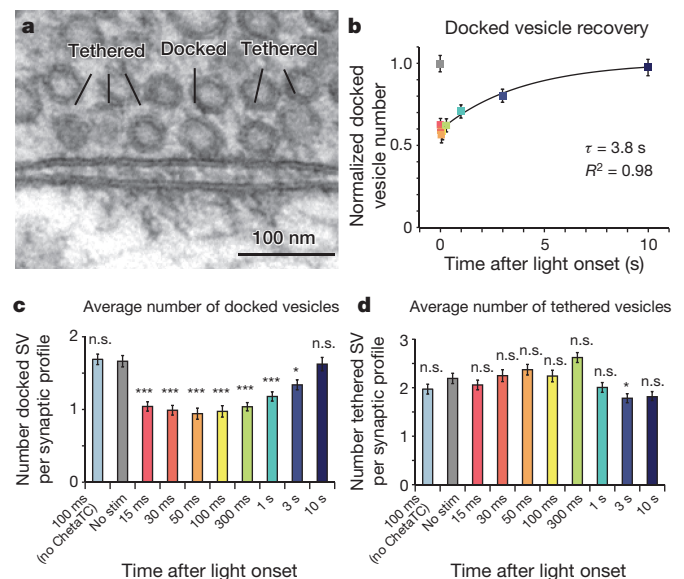 a
Tethered Docked Tethered
100 nm
b
Docked vesicle recovery
Normalized docked
vesicle number
1.0
0.5
0
τ = 3.8 s
R² = 0.98
0 5 10
Time after light onset (s)
c
Average number of docked vesicles
Number docked SV
per synaptic profile
2
1
0
n.s.
*** *** *** *** *** *** *
n.s.
100 ms
(no ChetaTC)
No stim
15 ms
30 ms
50 ms
100 ms
300 ms
1 s
3 s
10 s
Time after light onset
d
Average number of tethered vesicles
Number tethered SV
per synaptic profile
3
2
1
0
n.s. n.s. n.s. n.s. n.s. n.s. n.s. * n.s.
100 ms
(no ChetaTC)
No stim
15 ms
30 ms
50 ms
100 ms
300 ms
1 s
3 s
10 s
Time after light onset